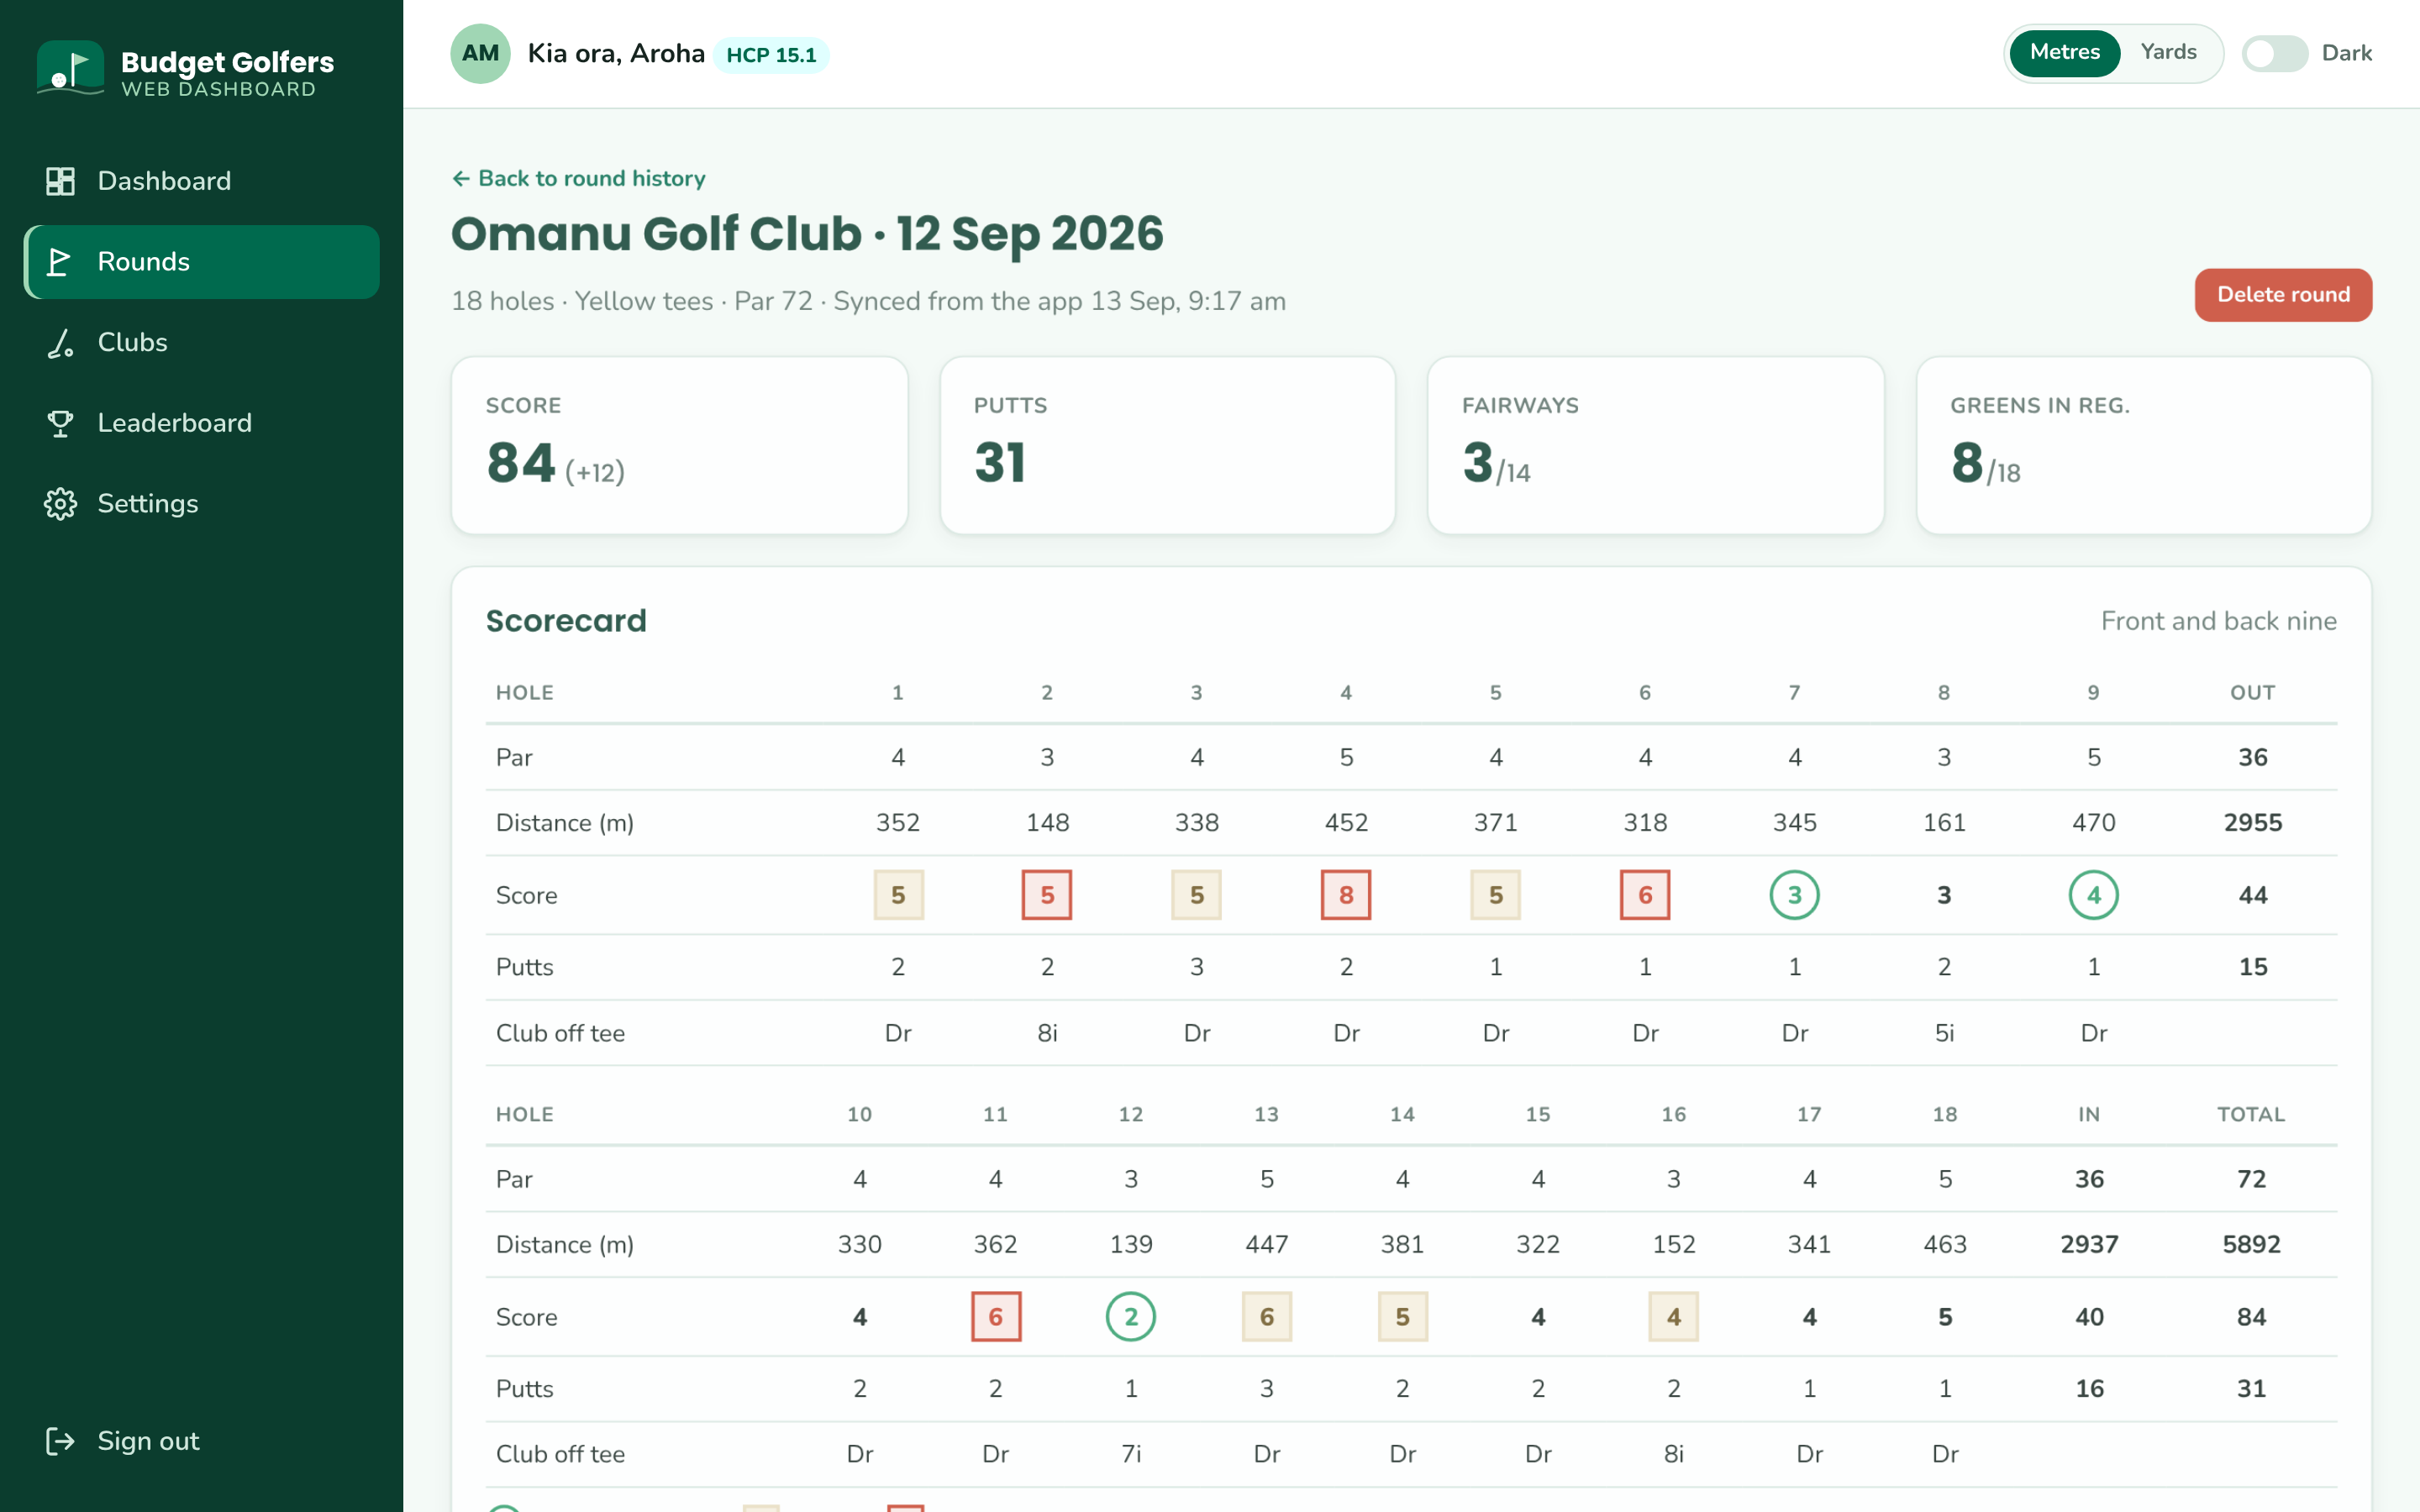 Budget Golfers
WEB DASHBOARD
Dashboard
Rounds
Clubs
Leaderboard
Settings
Sign out
AM Kia ora, Aroha HCP 15.1
Metres Yards Dark
← Back to round history
Omanu Golf Club · 12 Sep 2026
18 holes · Yellow tees · Par 72 · Synced from the app 13 Sep, 9:17 am
Delete round
SCORE
84 (+12)
PUTTS
31
FAIRWAYS
3/14
GREENS IN REG.
8/18
Scorecard
Front and back nine
HOLE 1 2 3 4 5 6 7 8 9 OUT
Par 4 3 4 5 4 4 4 3 5 36
Distance (m) 352 148 338 452 371 318 345 161 470 2955
Score 5 5 5 8 5 6 3 3 4 44
Putts 2 2 3 2 1 1 1 2 1 15
Club off tee Dr 8i Dr Dr Dr Dr Dr 5i Dr
HOLE 10 11 12 13 14 15 16 17 18 IN TOTAL
Par 4 4 3 5 4 4 3 4 5 36 72
Distance (m) 330 362 139 447 381 322 152 341 463 2937 5892
Score 4 6 2 6 5 4 4 4 5 40 84
Putts 2 2 1 3 2 2 2 1 1 16 31
Club off tee Dr Dr 7i Dr Dr Dr 8i Dr Dr